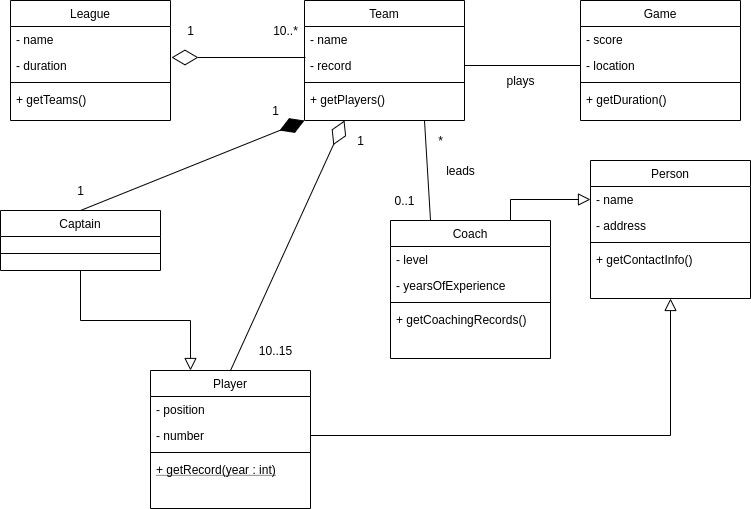 League
- name
- duration
+ getTeams()
1
10..*
Team
- name
- record
+ getPlayers()
plays
Game
- score
- location
+ getDuration()
1
1
1
*
leads
0..1
Captain
Coach
- level
- yearsOfExperience
+ getCoachingRecords()
Person
- name
- address
+ getContactInfo()
10..15
Player
- position
- number
+ getRecord(year : int)